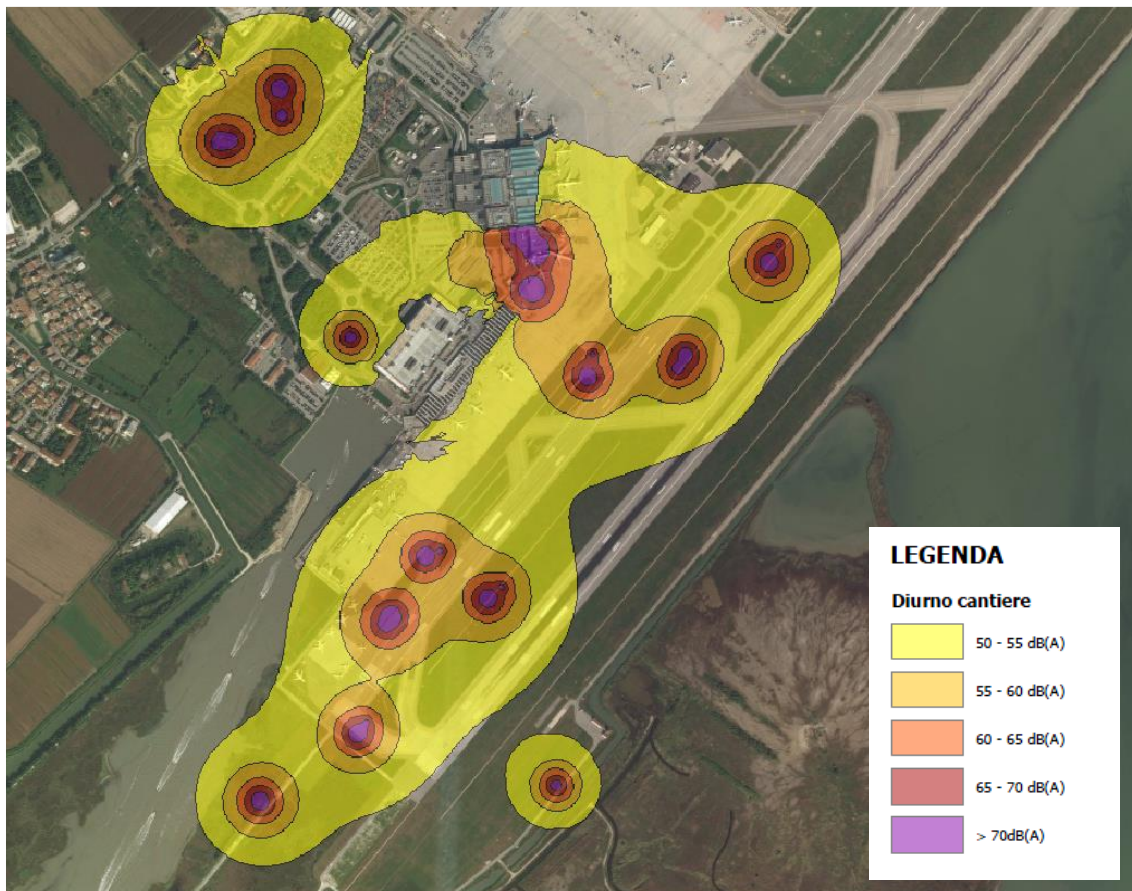 LEGENDA
Diurno cantiere
50 - 55 dB(A)
55 - 60 dB(A)
60 - 65 dB(A)
65 - 70 dB(A)
> 70dB(A)